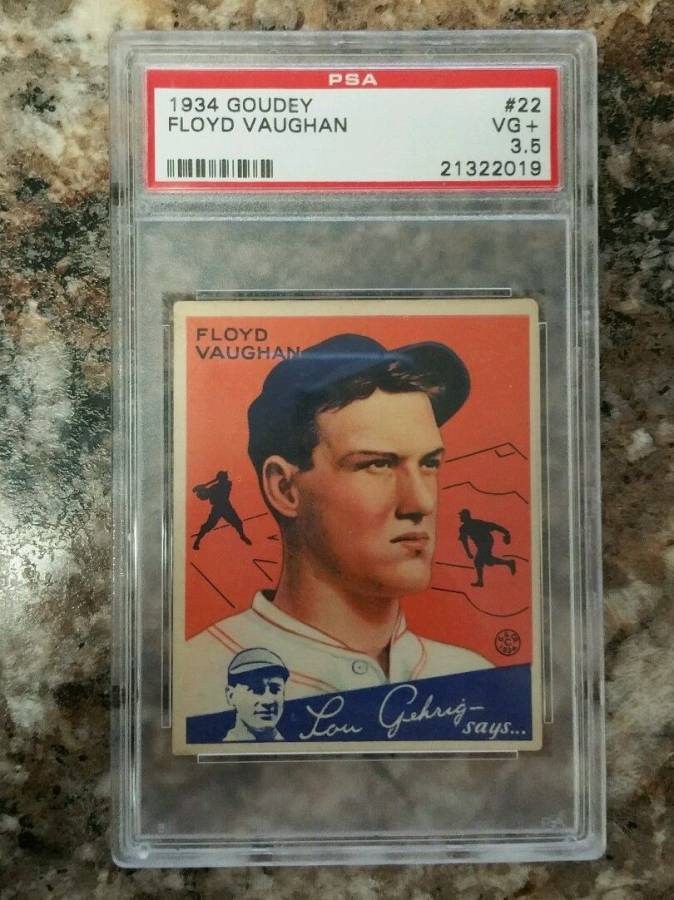 PSA
1934 GOUDEY #22
FLOYD VAUGHAN VG+
3.5
21322019
FLOYD
VAUGHAN
Lou Gehrig-
says...